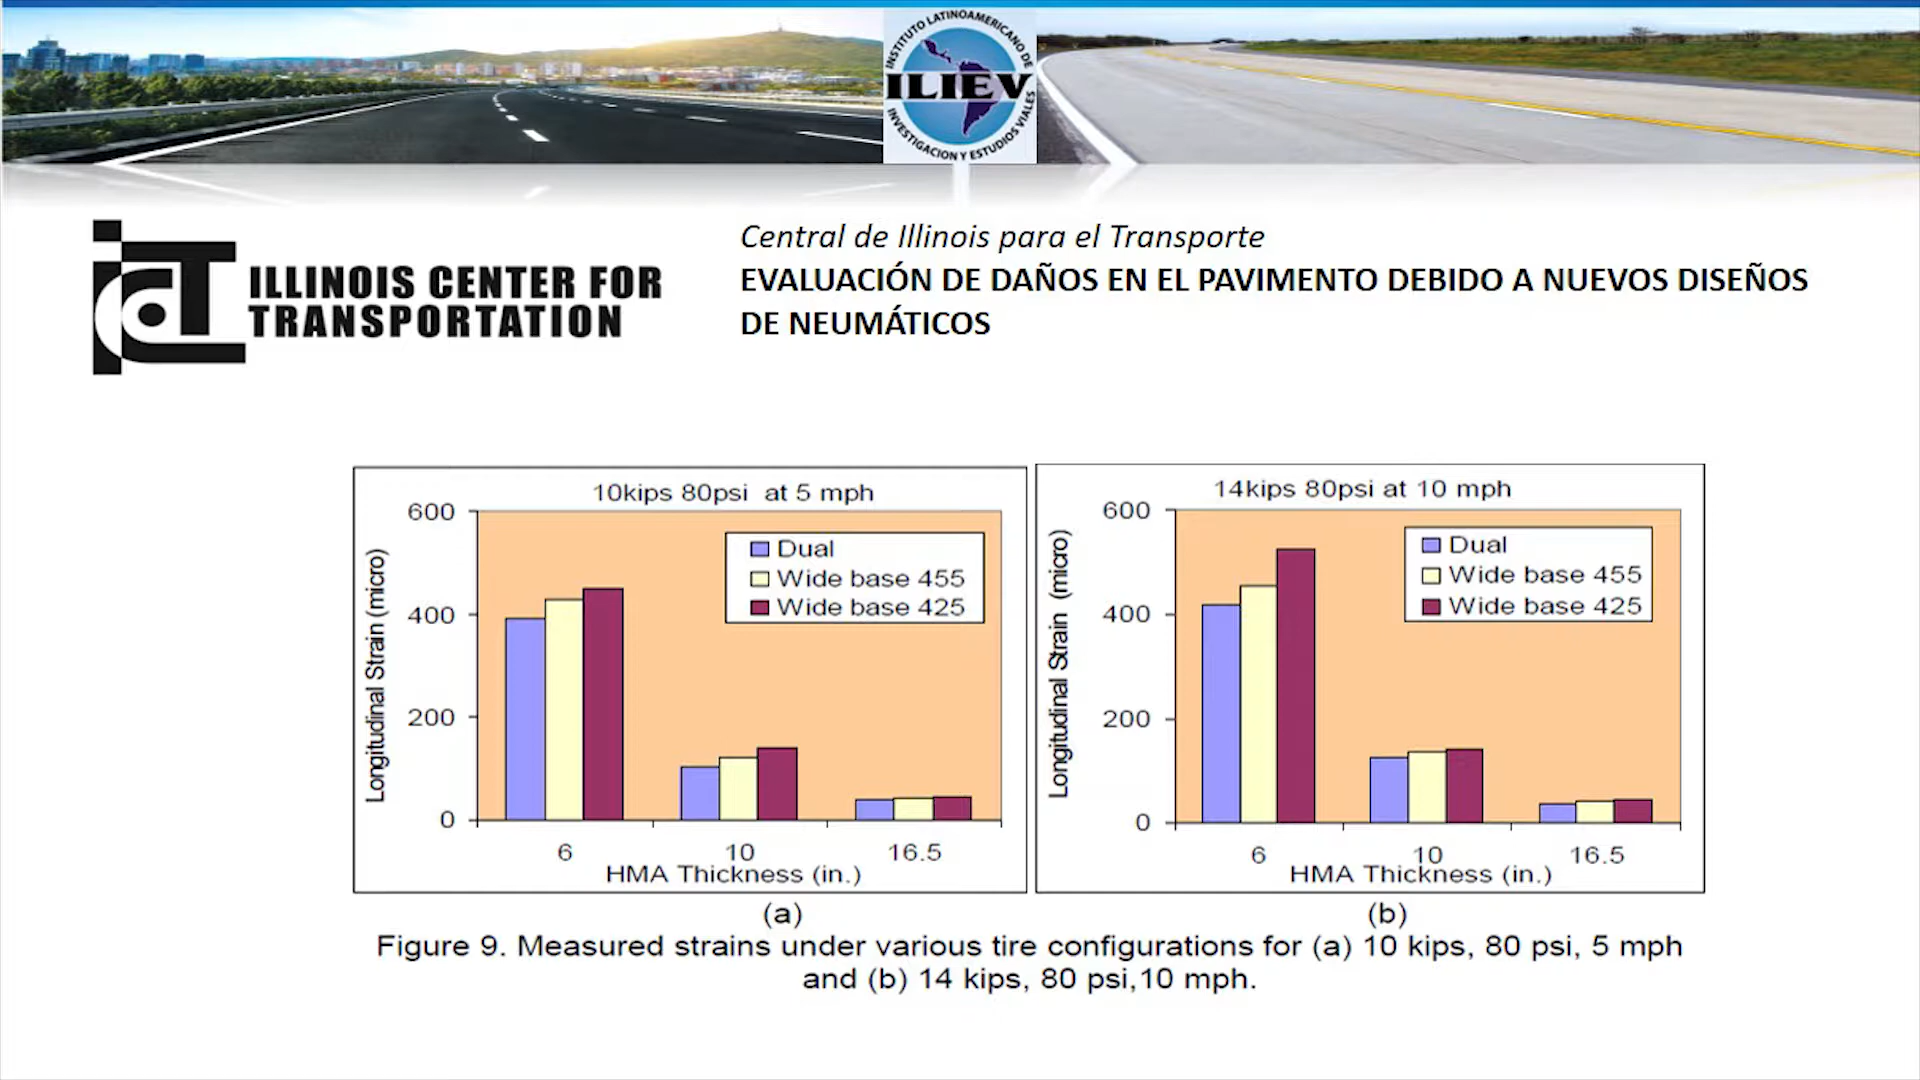 INSTITUTO LATINOAMERICANO DE
ILIEV
INVESTIGACION Y ESTUDIOS VIALES
ICT
ILLINOIS CENTER FOR
TRANSPORTATION
Central de Illinois para el Transporte
EVALUACIÓN DE DAÑOS EN EL PAVIMENTO DEBIDO A NUEVOS DISEÑOS
DE NEUMÁTICOS
10kips 80psi at 5 mph
Longitudinal Strain (micro)
600
400
200
0
Dual
Wide base 455
Wide base 425
6 10 16.5
HMA Thickness (in.)
(a)
14kips 80psi at 10 mph
Longitudinal Strain (micro)
600
400
200
0
Dual
Wide base 455
Wide base 425
6 10 16.5
HMA Thickness (in.)
(b)
Figure 9. Measured strains under various tire configurations for (a) 10 kips, 80 psi, 5 mph
and (b) 14 kips, 80 psi,10 mph.